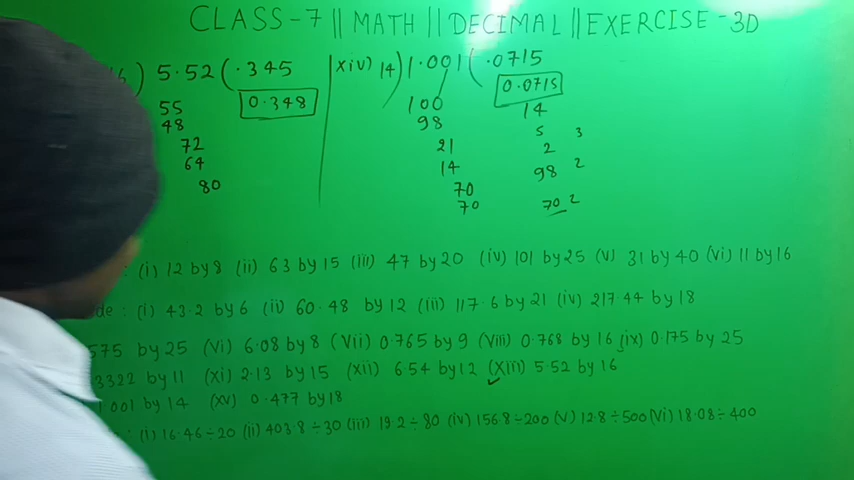 CLASS-7 || MATH || DECIMAL || EXERCISE-3D
6) 5.52 (.345
0.348
55
48
72
64
80
xiv) 14) 1.001 ( .0715
0.0715
100
98
21
14
70
70
14
5 3
2
98 2
70 2
: (i) 12 by 8 (ii) 63 by 15 (iii) 47 by 20 (iv) 101 by 25 (v) 31 by 40 (vi) 11 by 16
de : (i) 43.2 by 6 (ii) 60.48 by 12 (iii) 117.6 by 21 (iv) 217.44 by 18
575 by 25 (vi) 6.08 by 8 (vii) 0.765 by 9 (viii) 0.768 by 16 (ix) 0.175 by 25
3322 by 11 (xi) 2.13 by 15 (xii) 6.54 by 12 (xiii) 5.52 by 16
1.001 by 14 (xv) 0.477 by 18
: (i) 16.46÷20 (ii) 403.8÷30 (iii) 19.2÷80 (iv) 156.8÷200 (v) 12.8÷500 (vi) 18.08÷400